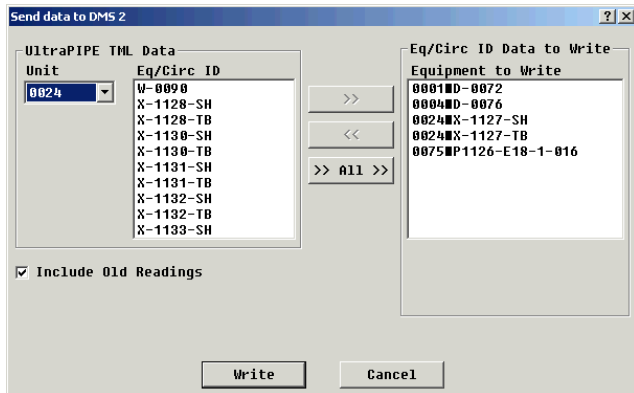 Send data to DMS 2
UltraPIPE TML Data
Unit
0024
Eq/Circ ID
W-0090
X-1128-SH
X-1128-TB
X-1130-SH
X-1130-TB
X-1131-SH
X-1131-TB
X-1132-SH
X-1132-TB
X-1133-SH
>>
<<
>> All >>
Eq/Circ ID Data to Write
Equipment to Write
0001■D-0072
0004■D-0076
0024■X-1127-SH
0024■X-1127-TB
0075■P1126-E18-1-016
Include Old Readings
Write
Cancel